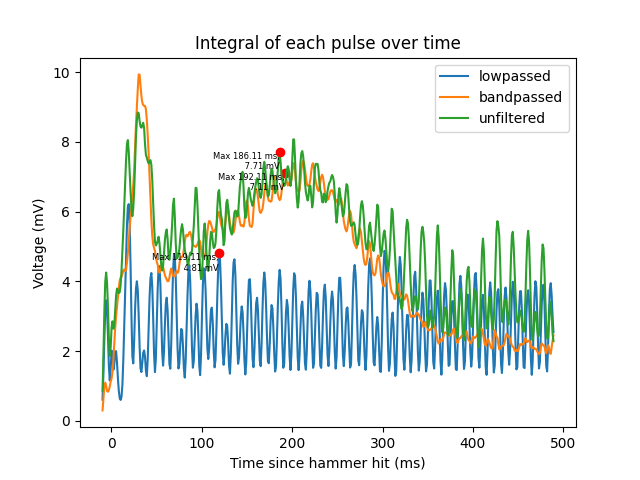 Integral of each pulse over time
lowpassed
bandpassed
unfiltered
Max 186.11 ms,
7.71 mV
Max 192.11 ms,
7.11 mV
Max 119.11 ms,
4.81 mV
Voltage (mV)
10
8
6
4
2
0
0
100
200
300
400
500
Time since hammer hit (ms)